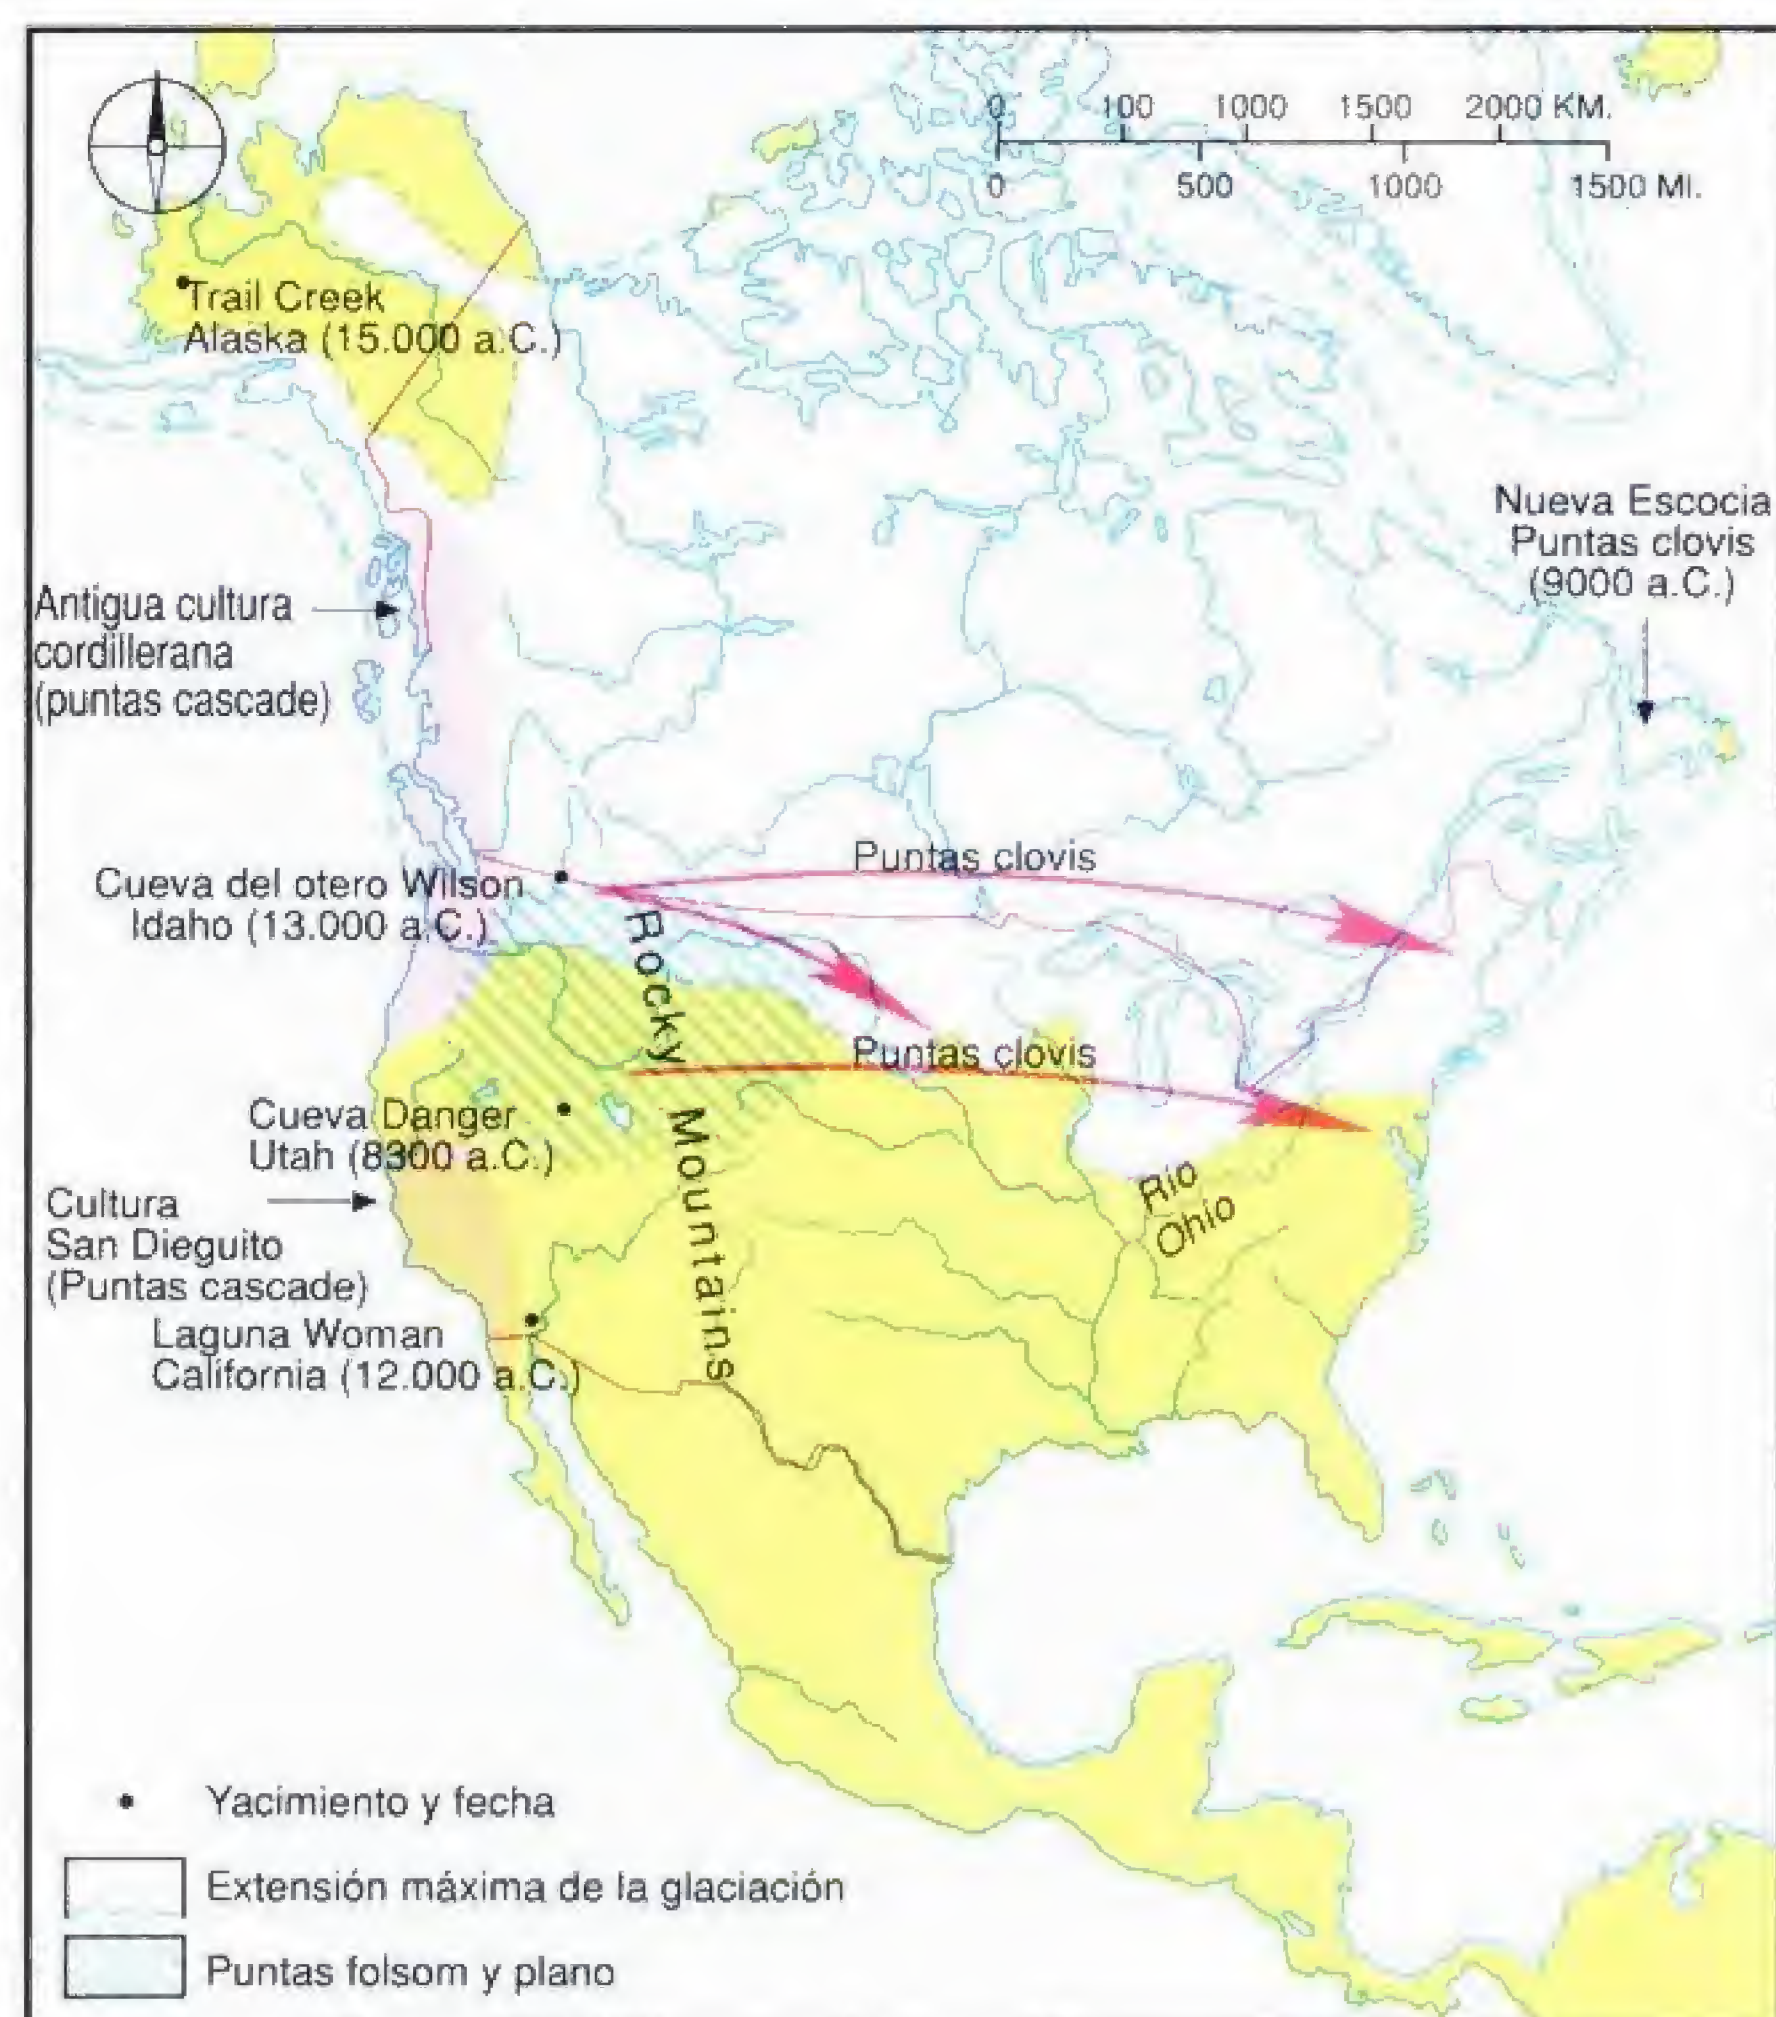 0 100 1000 1500 2000 KM.
0 500 1000 1500 MI.
Trail Creek
Alaska (15.000 a.C.)
Nueva Escocia
Puntas clovis
(9000 a.C.)
Antigua cultura
cordillerana
(puntas cascade)
Puntas clovis
Cueva del otero Wilson
Idaho (13.000 a.C.)
Rocky Mountains
Puntas clovis
Cueva Danger
Utah (8300 a.C.)
Río
Ohío
Cultura
San Dieguito
(Puntas cascade)
Laguna Woman
California (12.000 a.C.)
Yacimiento y fecha
Extensión máxima de la glaciación
Puntas folsom y plano